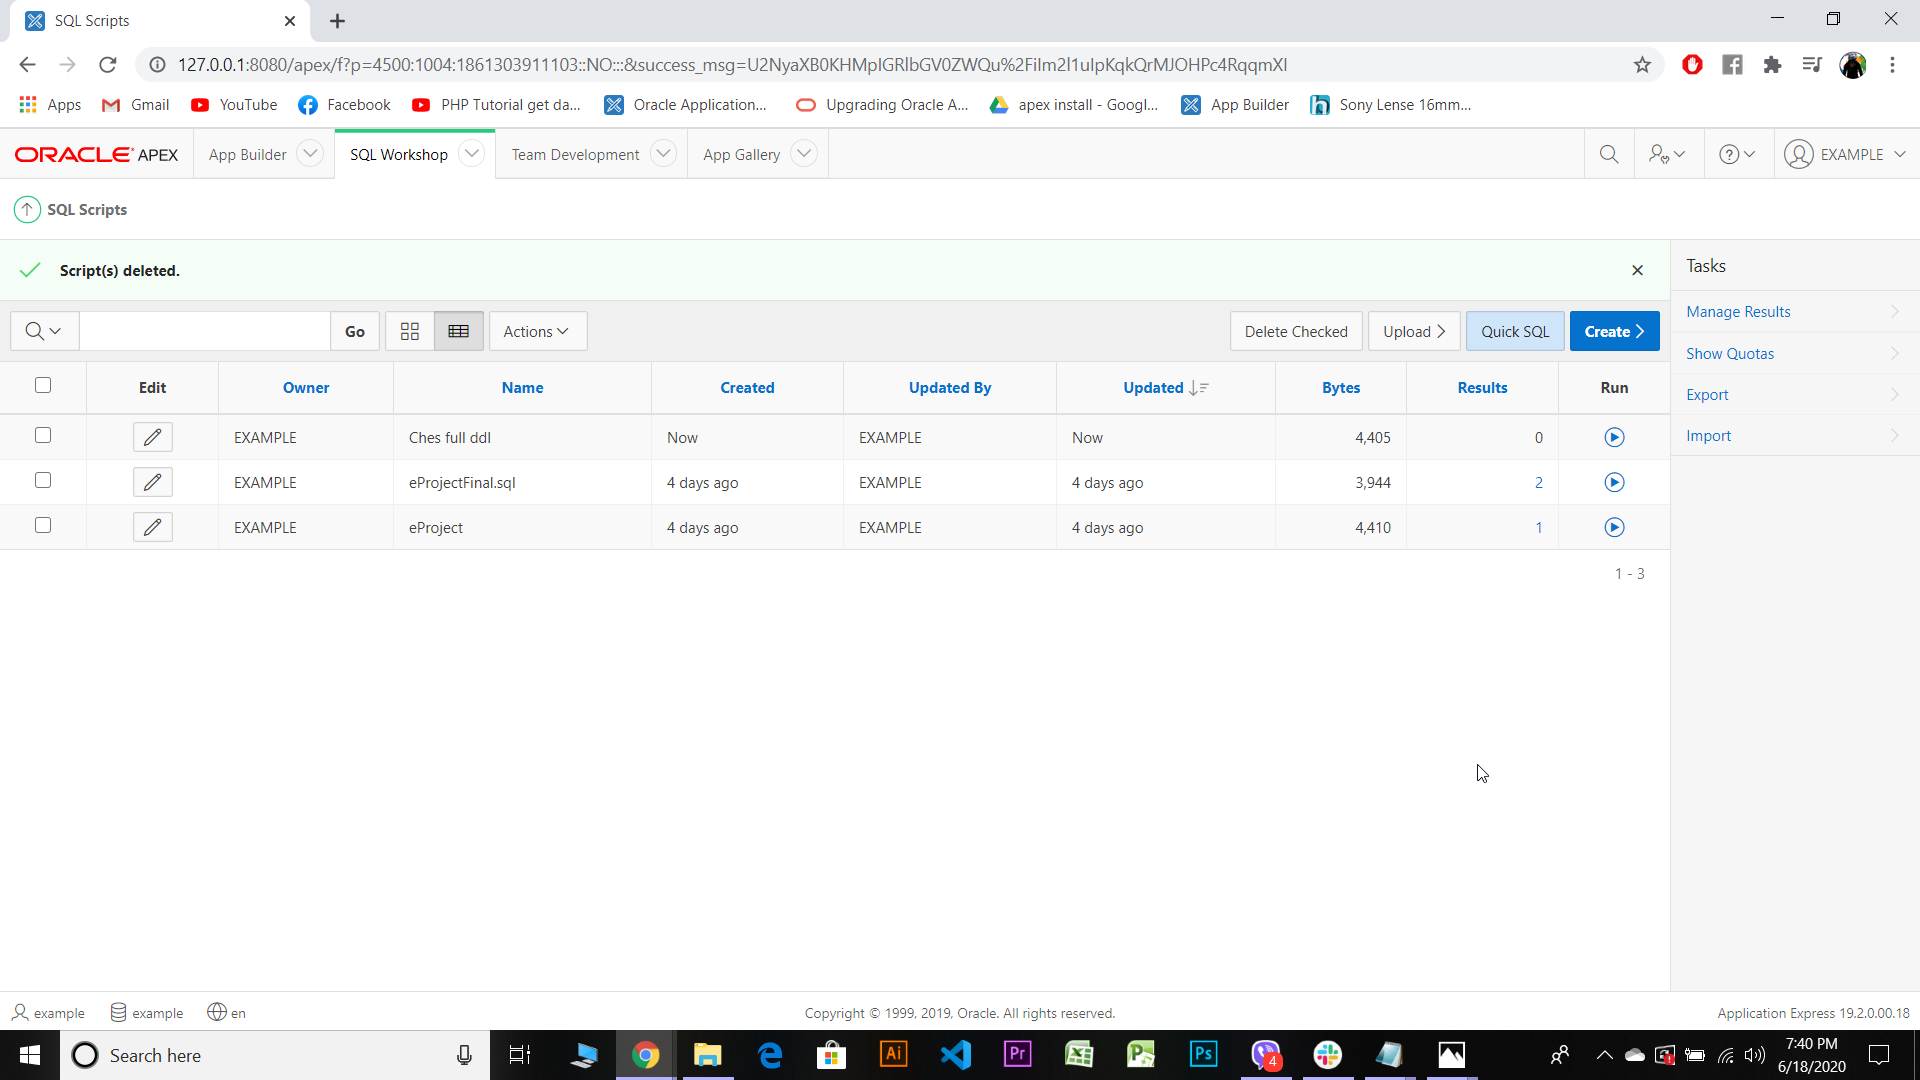 SQL Scripts
127.0.0.1:8080/apex/f?p=4500:1004:1861303911103::NO:::&success_msg=
Apps Gmail YouTube Facebook PHP Tutorial get da... Oracle Application... Upgrading Oracle A... apex install - Googl... App Builder Sony Lense 16mm...
ORACLE APEX App Builder SQL Workshop Team Development App Gallery EXAMPLE
SQL Scripts
Script(s) deleted.
Go Actions Delete Checked Upload Quick SQL Create
Edit Owner Name Created Updated By Updated Bytes Results Run
EXAMPLE Ches full ddl Now EXAMPLE Now 4,405 0
EXAMPLE eProjectFinal.sql 4 days ago EXAMPLE 4 days ago 3,944 2
EXAMPLE eProject 4 days ago EXAMPLE 4 days ago 4,410 1
1 - 3
Tasks
Manage Results
Show Quotas
Export
Import
example example en Copyright © 1999, 2019, Oracle. All rights reserved. Application Express 19.2.0.00.18
Search here Ai Pr Ps 4 7:40 PM
6/18/2020